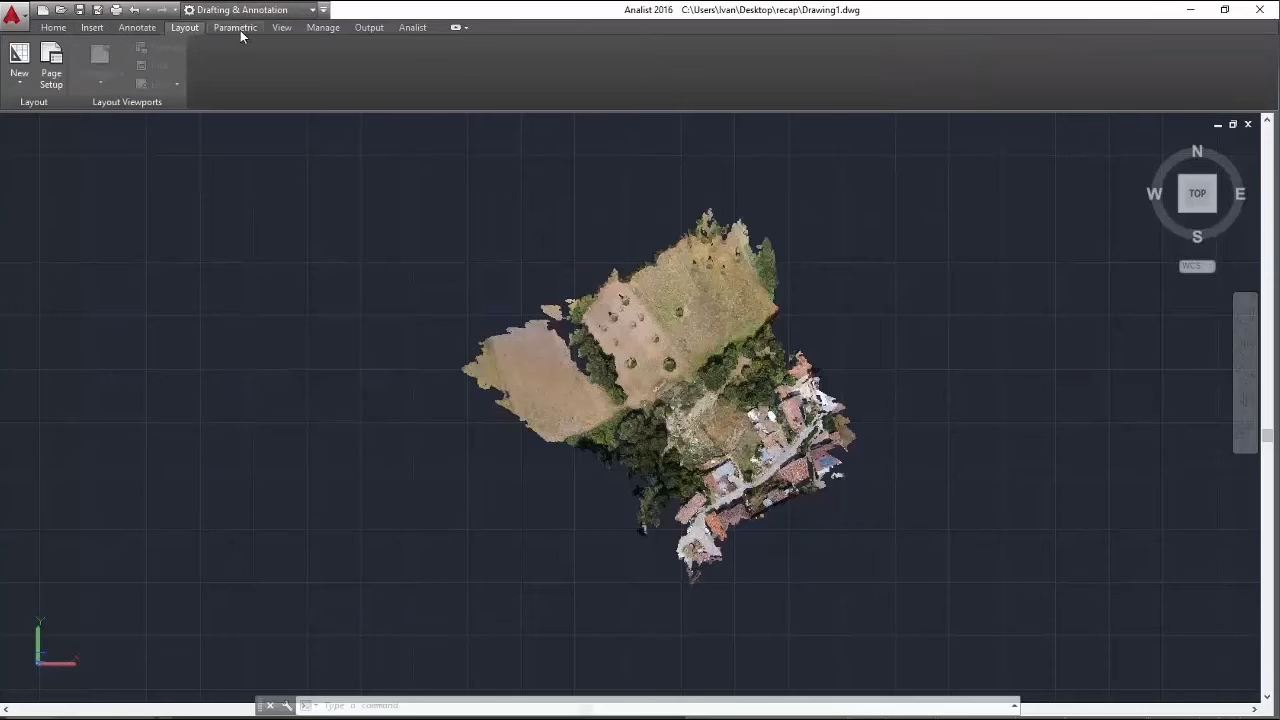 Drafting & Annotation
Analist 2016 C:\Users\Ivan\Desktop\recap\Drawing1.dwg
Home Insert Annotate Layout Parametric View Manage Output Analist
New
Page Setup
Layout
Layout Viewports
N
W TOP E
S
WCS
Y
X
Type a command